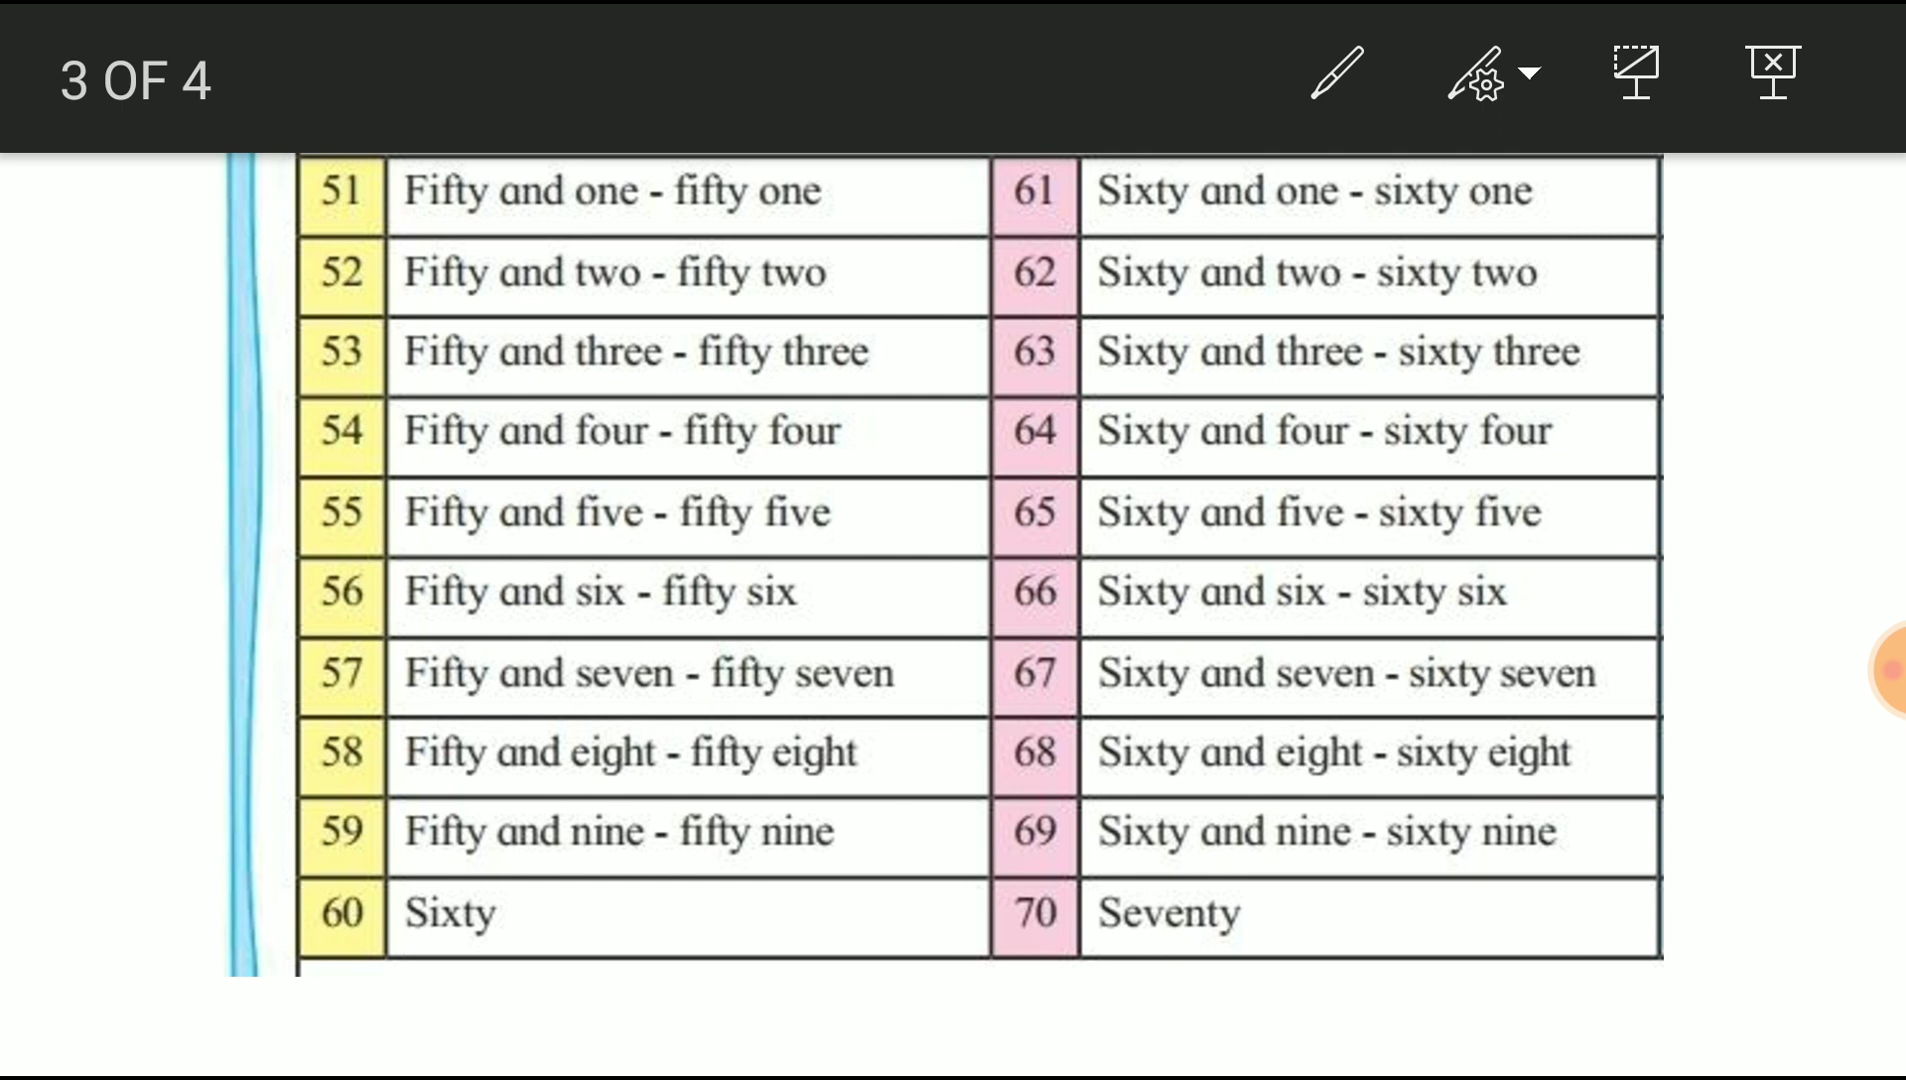 3 OF 4
51 Fifty and one - fifty one 61 Sixty and one - sixty one
52 Fifty and two - fifty two 62 Sixty and two - sixty two
53 Fifty and three - fifty three 63 Sixty and three - sixty three
54 Fifty and four - fifty four 64 Sixty and four - sixty four
55 Fifty and five - fifty five 65 Sixty and five - sixty five
56 Fifty and six - fifty six 66 Sixty and six - sixty six
57 Fifty and seven - fifty seven 67 Sixty and seven - sixty seven
58 Fifty and eight - fifty eight 68 Sixty and eight - sixty eight
59 Fifty and nine - fifty nine 69 Sixty and nine - sixty nine
60 Sixty 70 Seventy